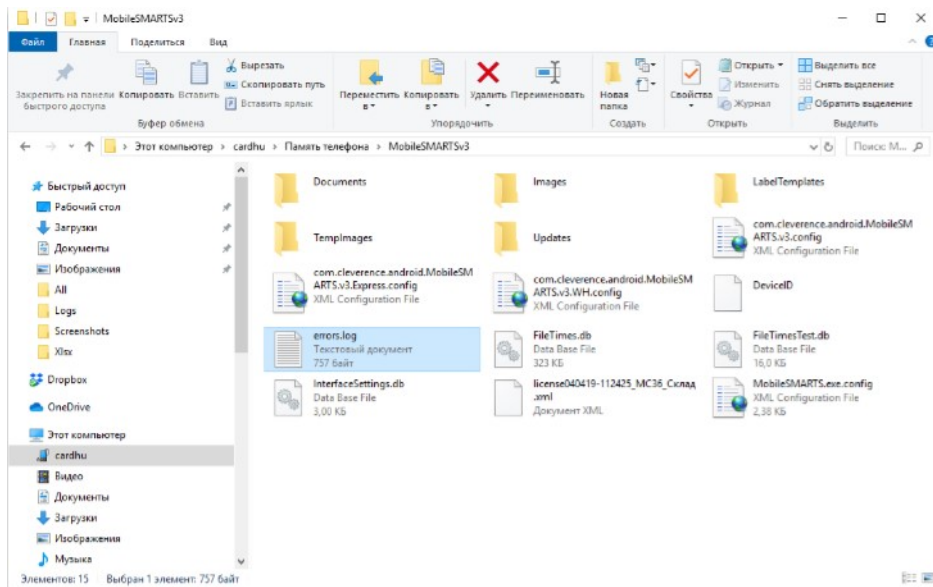 MobileSMARTSv3
Файл Главная Поделиться Вид
Закрепить на панели быстрого доступа
Копировать
Вставить
Вырезать
Скопировать путь
Вставить ярлык
Буфер обмена
Переместить в
Копировать в
Удалить
Переименовать
Упорядочить
Новая папка
Создать
Свойства
Открыть
Изменить
Журнал
Открыть
Выделить все
Снять выделение
Обратить выделение
Выделить
Этот компьютер > cardhu > Память телефона > MobileSMARTSv3
Поиск: M...
Быстрый доступ
Рабочий стол
Загрузки
Документы
Изображения
All
Logs
Screenshots
Xlsx
Dropbox
OneDrive
Этот компьютер
cardhu
Видео
Документы
Загрузки
Изображения
Музыка
Documents
Images
LabelTemplates
TempImages
Updates
com.cleverence.android.MobileSM
ARTS.v3.config
XML Configuration File
com.cleverence.android.MobileSM
ARTS.v3.Express.config
XML Configuration File
com.cleverence.android.MobileSM
ARTS.v3.WH.config
XML Configuration File
DeviceID
errors.log
Текстовый документ
757 байт
FileTimes.db
Data Base File
323 КБ
FileTimesTest.db
Data Base File
16,0 КБ
InterfaceSettings.db
Data Base File
3,00 КБ
license040419-112425_MC36_Склад
.xml
Документ XML
MobileSMARTS.exe.config
XML Configuration File
2,38 КБ
Элементов: 15 Выбран 1 элемент: 757 байт